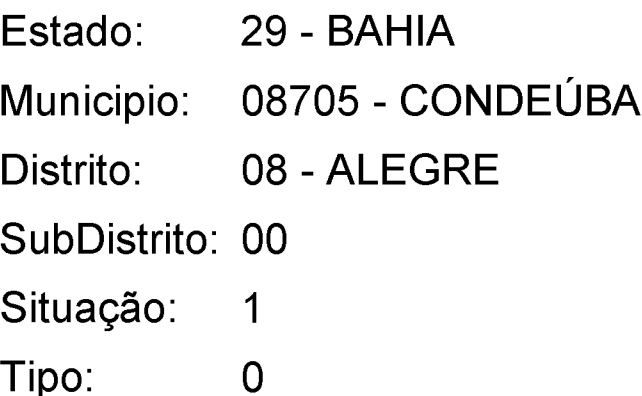 Estado: 29 - BAHIA
Municipio: 08705 - CONDEÚBA
Distrito: 08 - ALEGRE
SubDistrito: 00
Situação: 1
Tipo: 0